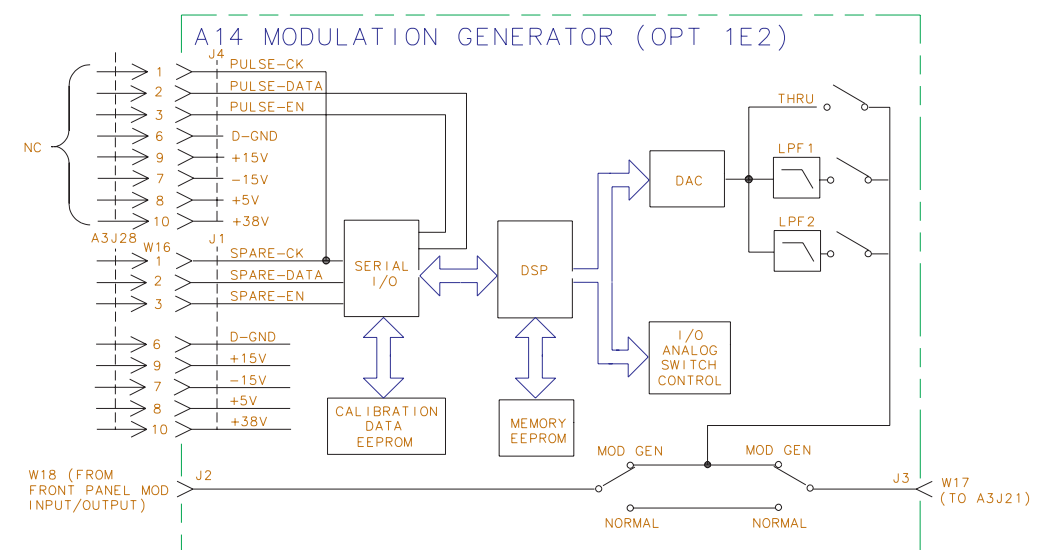 A14 MODULATION GENERATOR (OPT 1E2)
J4
1 PULSE-CK
2 PULSE-DATA
3 PULSE-EN
6 D-GND
NC
9 +15V
7 -15V
8 +5V
10 +38V
A3J28
W16
J1
1 SPARE-CK
2 SPARE-DATA
3 SPARE-EN
6 D-GND
9 +15V
7 -15V
8 +5V
10 +38V
SERIAL
I/O
DSP
DAC
THRU
LPF1
LPF2
I/O
ANALOG
SWITCH
CONTROL
CALIBRATION
DATA
EEPROM
MEMORY
EEPROM
MOD GEN
MOD GEN
W18 (FROM
FRONT PANEL MOD
INPUT/OUTPUT)
J2
J3
W17
(TO A3J21)
NORMAL
NORMAL